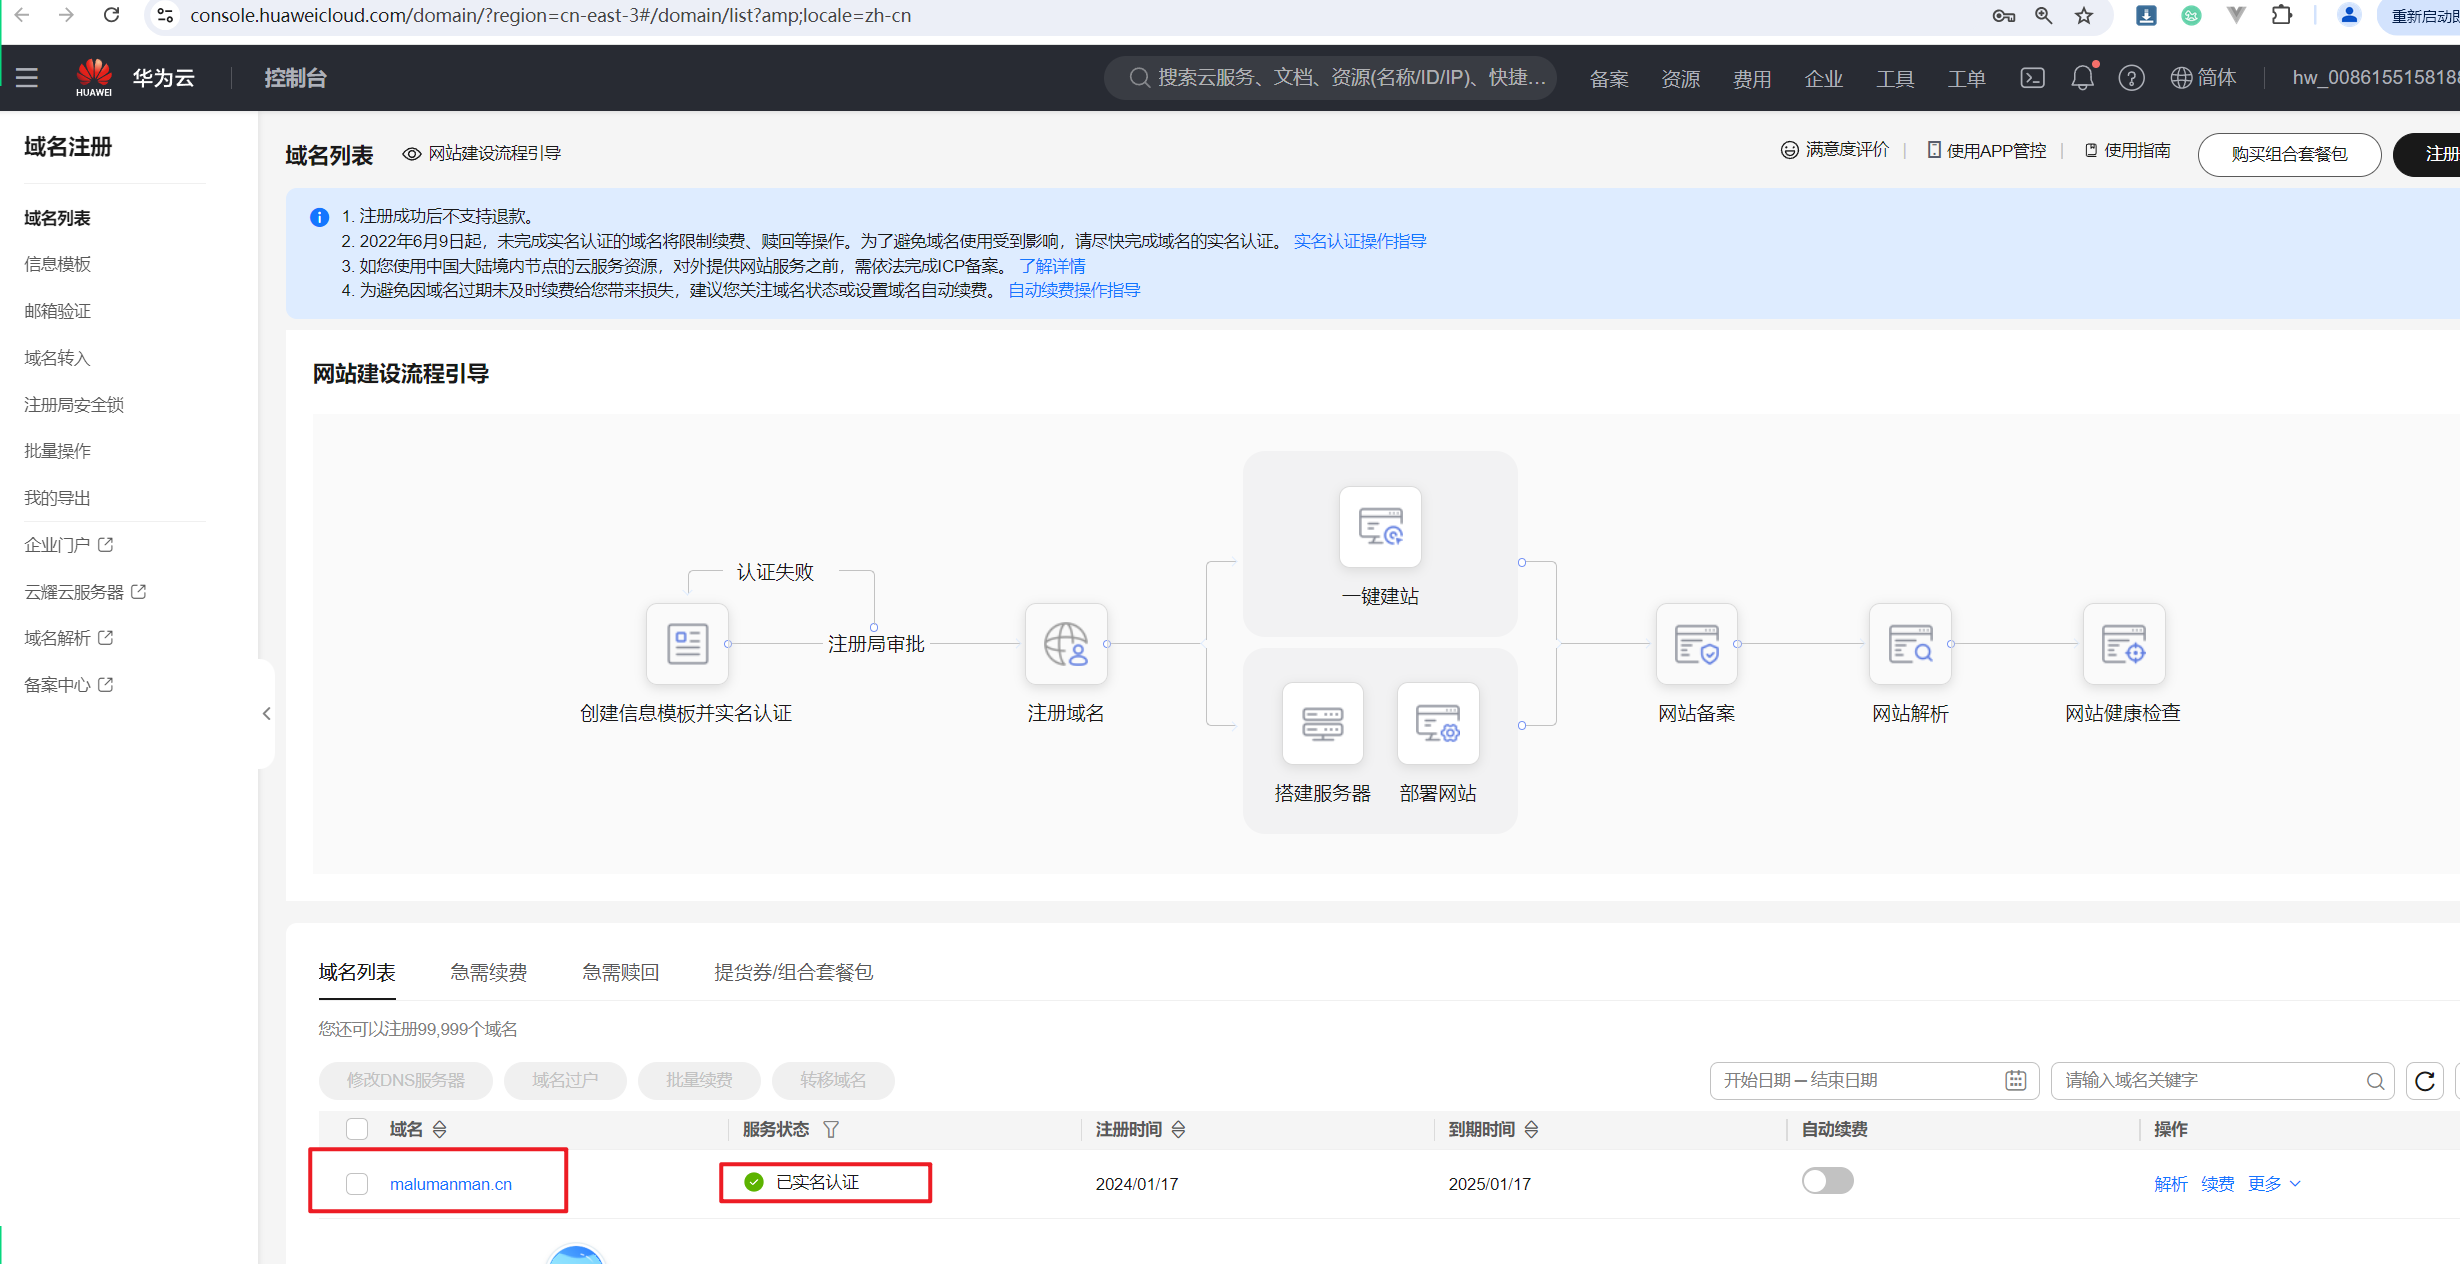 console.huaweicloud.com/domain/?region=cn-east-3#/domain/list?amp;locale=zh-cn
重新启动
HUAWEI
华为云
控制台
搜索云服务、文档、资源(名称/ID/IP)、快捷...
备案
资源
费用
企业
工具
工单
简体
hw_008615515818
域名注册
域名列表
信息模板
邮箱验证
域名转入
注册局安全锁
批量操作
我的导出
企业门户
云耀云服务器
域名解析
备案中心
域名列表
网站建设流程引导
满意度评价
使用APP管控
使用指南
购买组合套餐包
注册
1. 注册成功后不支持退款。
2. 2022年6月9日起，未完成实名认证的域名将限制续费、赎回等操作。为了避免域名使用受到影响，请尽快完成域名的实名认证。 实名认证操作指导
3. 如您使用中国大陆境内节点的云服务资源，对外提供网站服务之前，需依法完成ICP备案。 了解详情
4. 为避免因域名过期未及时续费给您带来损失，建议您关注域名状态或设置域名自动续费。 自动续费操作指导
网站建设流程引导
认证失败
注册局审批
创建信息模板并实名认证
注册域名
一键建站
搭建服务器
部署网站
网站备案
网站解析
网站健康检查
域名列表
急需续费
急需赎回
提货券/组合套餐包
您还可以注册99,999个域名
修改DNS服务器
域名过户
批量续费
转移域名
开始日期 – 结束日期
请输入域名关键字
域名
服务状态
注册时间
到期时间
自动续费
操作
malumanman.cn
已实名认证
2024/01/17
2025/01/17
解析
续费
更多